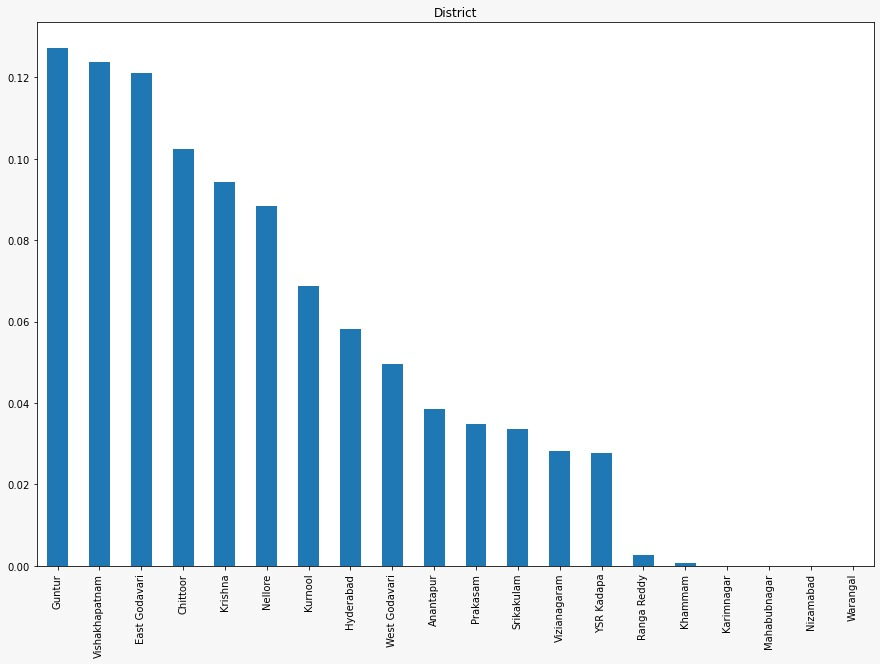 District
0.12
0.10
0.08
0.06
0.04
0.02
0.00
Guntur
Vishakhapatnam
East Godavari
Chittoor
Krishna
Nellore
Kurnool
Hyderabad
West Godavari
Anantapur
Prakasam
Srikakulam
Vizianagaram
YSR Kadapa
Ranga Reddy
Khammam
Karimnagar
Mahabubnagar
Nizamabad
Warangal